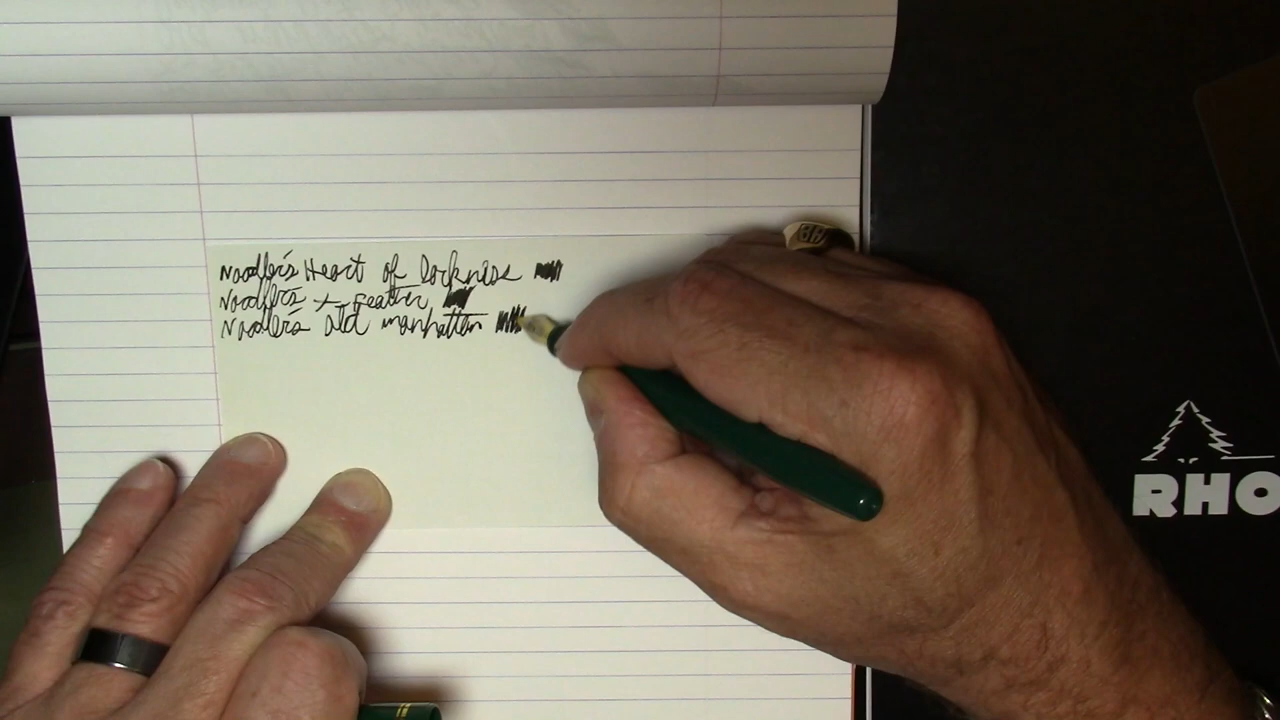 Noodler's Heart of Darkness
Noodler's X-Feather
Noodler's old manhattan
RHO